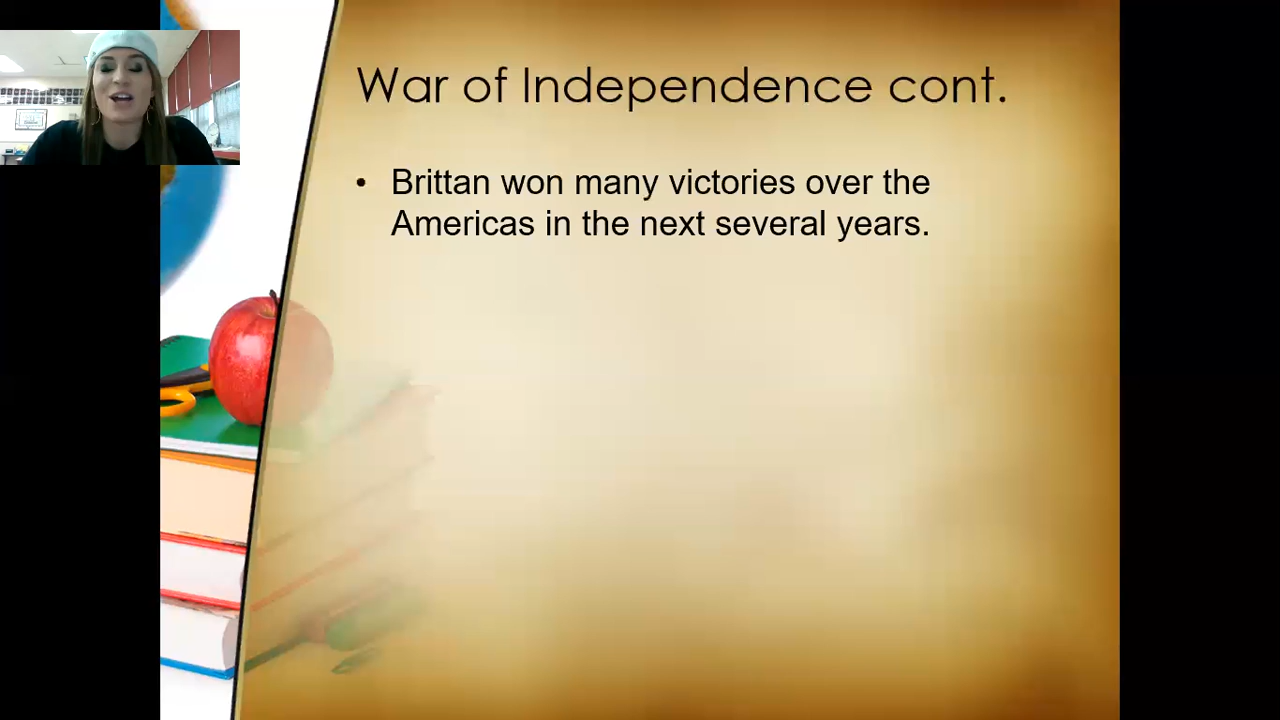 War of Independence cont.
• Brittan won many victories over the
Americas in the next several years.